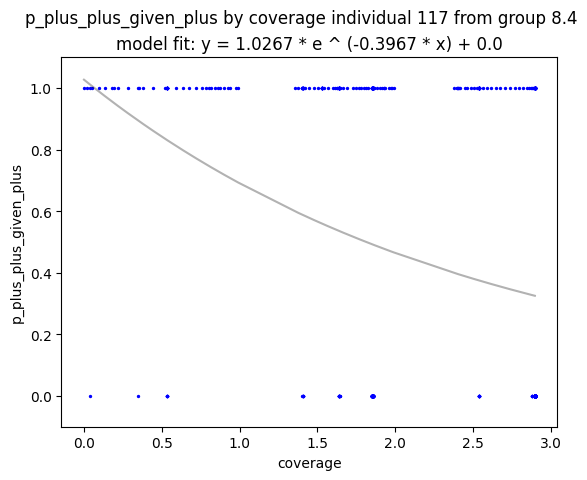 p_plus_plus_given_plus by coverage individual 117 from group 8.4
model fit: y = 1.0267 * e ^ (-0.3967 * x) + 0.0
p_plus_plus_given_plus
1.0
0.8
0.6
0.4
0.2
0.0
0.0 0.5 1.0 1.5 2.0 2.5 3.0
coverage